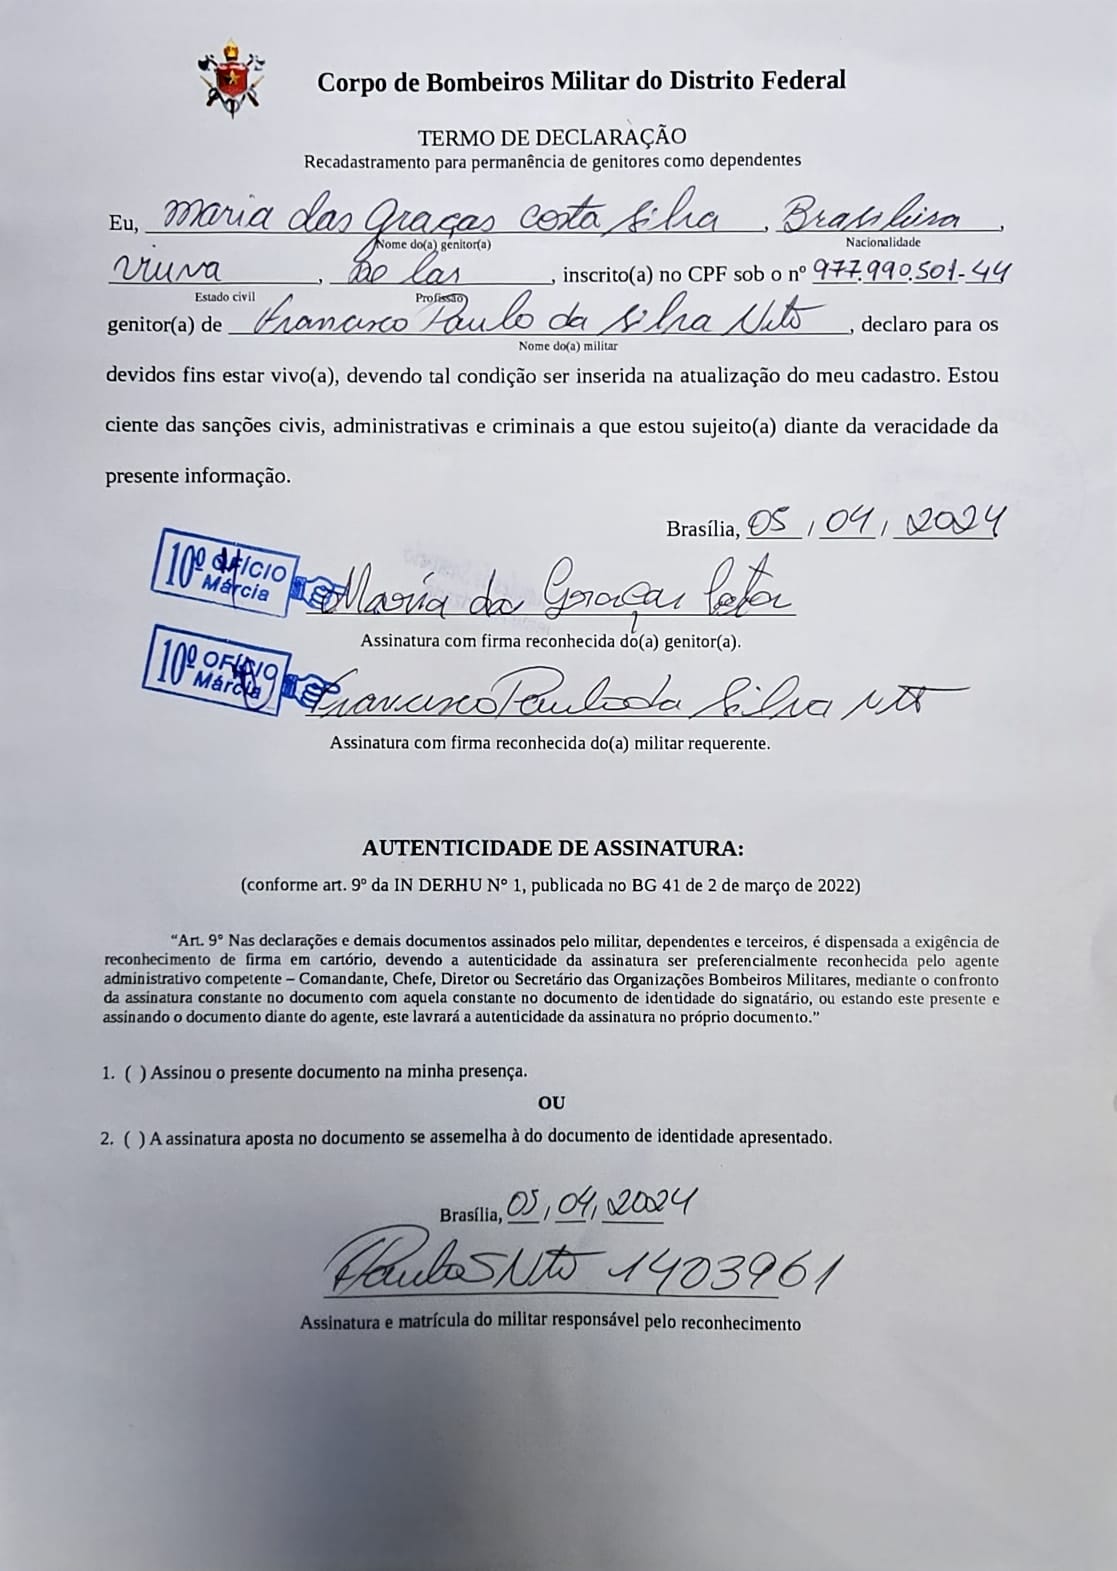 Corpo de Bombeiros Militar do Distrito Federal
TERMO DE DECLARAÇÃO
Recadastramento para permanência de genitores como dependentes
Eu, Maria das Graças Costa Silva, Brasileira,
Nome do(a) genitor(a) Nacionalidade
Viuva, Do lar, inscrito(a) no CPF sob o nº 977.990.501-44
Estado civil Profissão
genitor(a) de Francisco Paulo da Silva Neto, declaro para os
Nome do(a) militar
devidos fins estar vivo(a), devendo tal condição ser inserida na atualização do meu cadastro. Estou
ciente das sanções civis, administrativas e criminais a que estou sujeito(a) diante da veracidade da
presente informação.
Brasília, 05/04/2024
10º OFÍCIO
Márcia
Maria das Graças
Assinatura com firma reconhecida do(a) genitor(a).
10º OFÍCIO
Márcia
Francisco Paulo da Silva Neto
Assinatura com firma reconhecida do(a) militar requerente.
AUTENTICIDADE DE ASSINATURA:
(conforme art. 9º da IN DERHU Nº 1, publicada no BG 41 de 2 de março de 2022)
“Art. 9º Nas declarações e demais documentos assinados pelo militar, dependentes e terceiros, é dispensada a exigência de
reconhecimento de firma em cartório, devendo a autenticidade da assinatura ser preferencialmente reconhecida pelo agente
administrativo competente – Comandante, Chefe, Diretor ou Secretário das Organizações Bombeiros Militares, mediante o confronto
da assinatura constante no documento com aquela constante no documento de identidade do signatário, ou estando este presente e
assinando o documento diante do agente, este lavrará a autenticidade da assinatura no próprio documento.”
1. ( ) Assinou o presente documento na minha presença.
OU
2. ( ) A assinatura aposta no documento se assemelha à do documento de identidade apresentado.
Brasília, 05/04/2024
Paulo S Neto 1403961
Assinatura e matrícula do militar responsável pelo reconhecimento